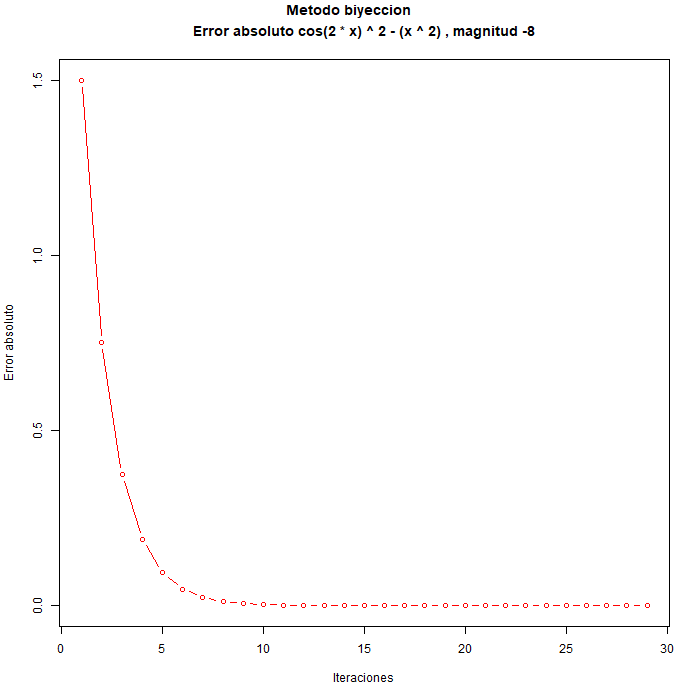 Metodo biyeccion
Error absoluto cos(2 * x) ^ 2 - (x ^ 2) , magnitud -8
Error absoluto
1.5
1.0
0.5
0.0
0 5 10 15 20 25 30
Iteraciones